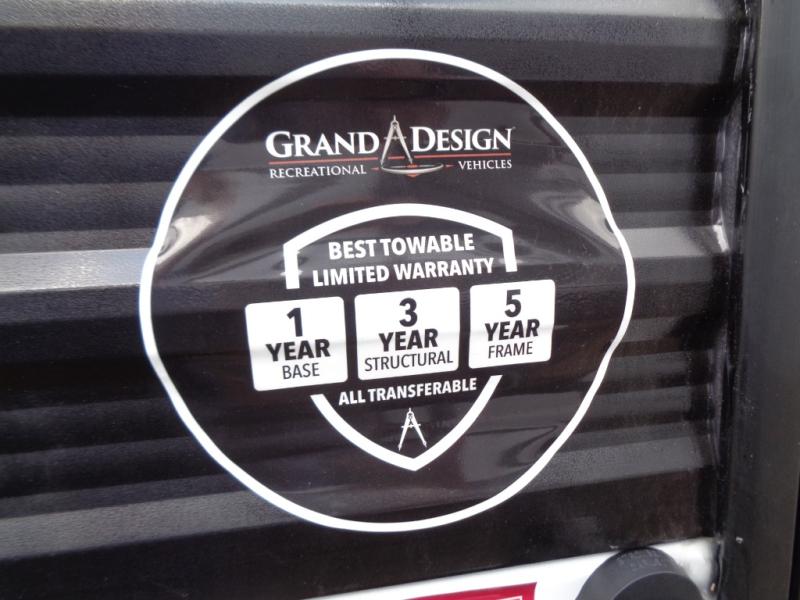 GRAND DESIGN
RECREATIONAL VEHICLES
BEST TOWABLE
LIMITED WARRANTY
1
YEAR
BASE
3
YEAR
STRUCTURAL
5
YEAR
FRAME
ALL TRANSFERABLE